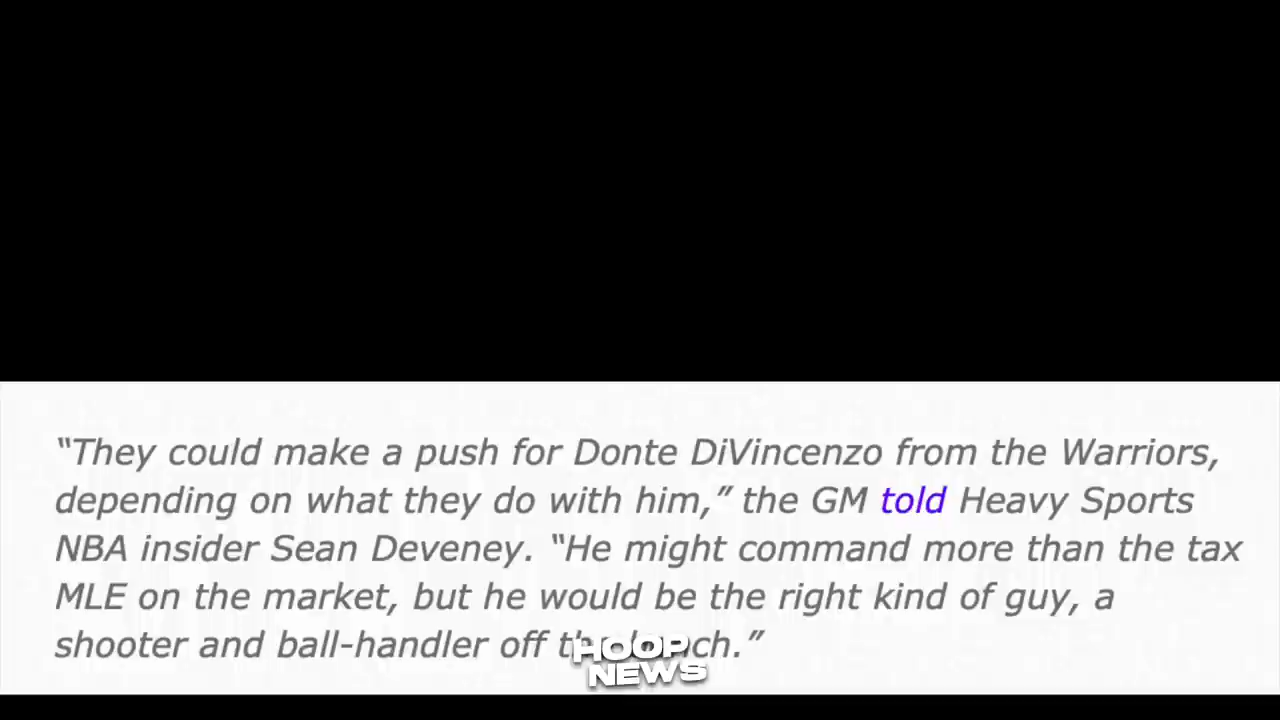 “They could make a push for Donte DiVincenzo from the Warriors,
depending on what they do with him,” the GM told Heavy Sports
NBA insider Sean Deveney. “He might command more than the tax
MLE on the market, but he would be the right kind of guy, a
shooter and ball-handler off the bench.”
HOOP
NEWS